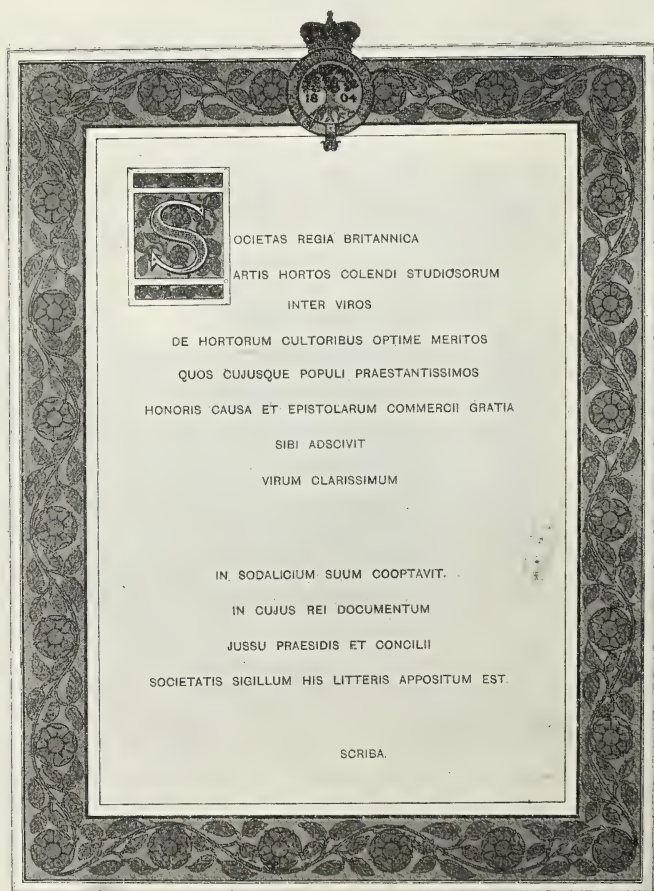 18 04
SOCIETAS REGIA BRITANNICA
ARTIS HORTOS COLENDI STUDIOSORUM
INTER VIROS
DE HORTORUM CULTORIBUS OPTIME MERITOS
QUOS CUJUSQUE POPULI PRAESTANTISSIMOS
HONORIS CAUSA ET EPISTOLARUM COMMERCII GRATIA
SIBI ADSCIVIT
VIRUM CLARISSIMUM
IN SODALICIUM SUUM COOPTAVIT.
IN CUJUS REI DOCUMENTUM
JUSSU PRAESIDIS ET CONCILII
SOCIETATIS SIGILLUM HIS LITTERIS APPOSITUM EST.
SCRIBA.